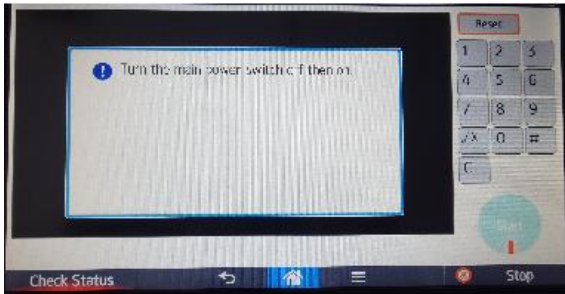 Reset
Turn the main power switch off then on.
1 2 3
4 5 6
7 8 9
./* 0 #
C
Start
Check Status
Stop